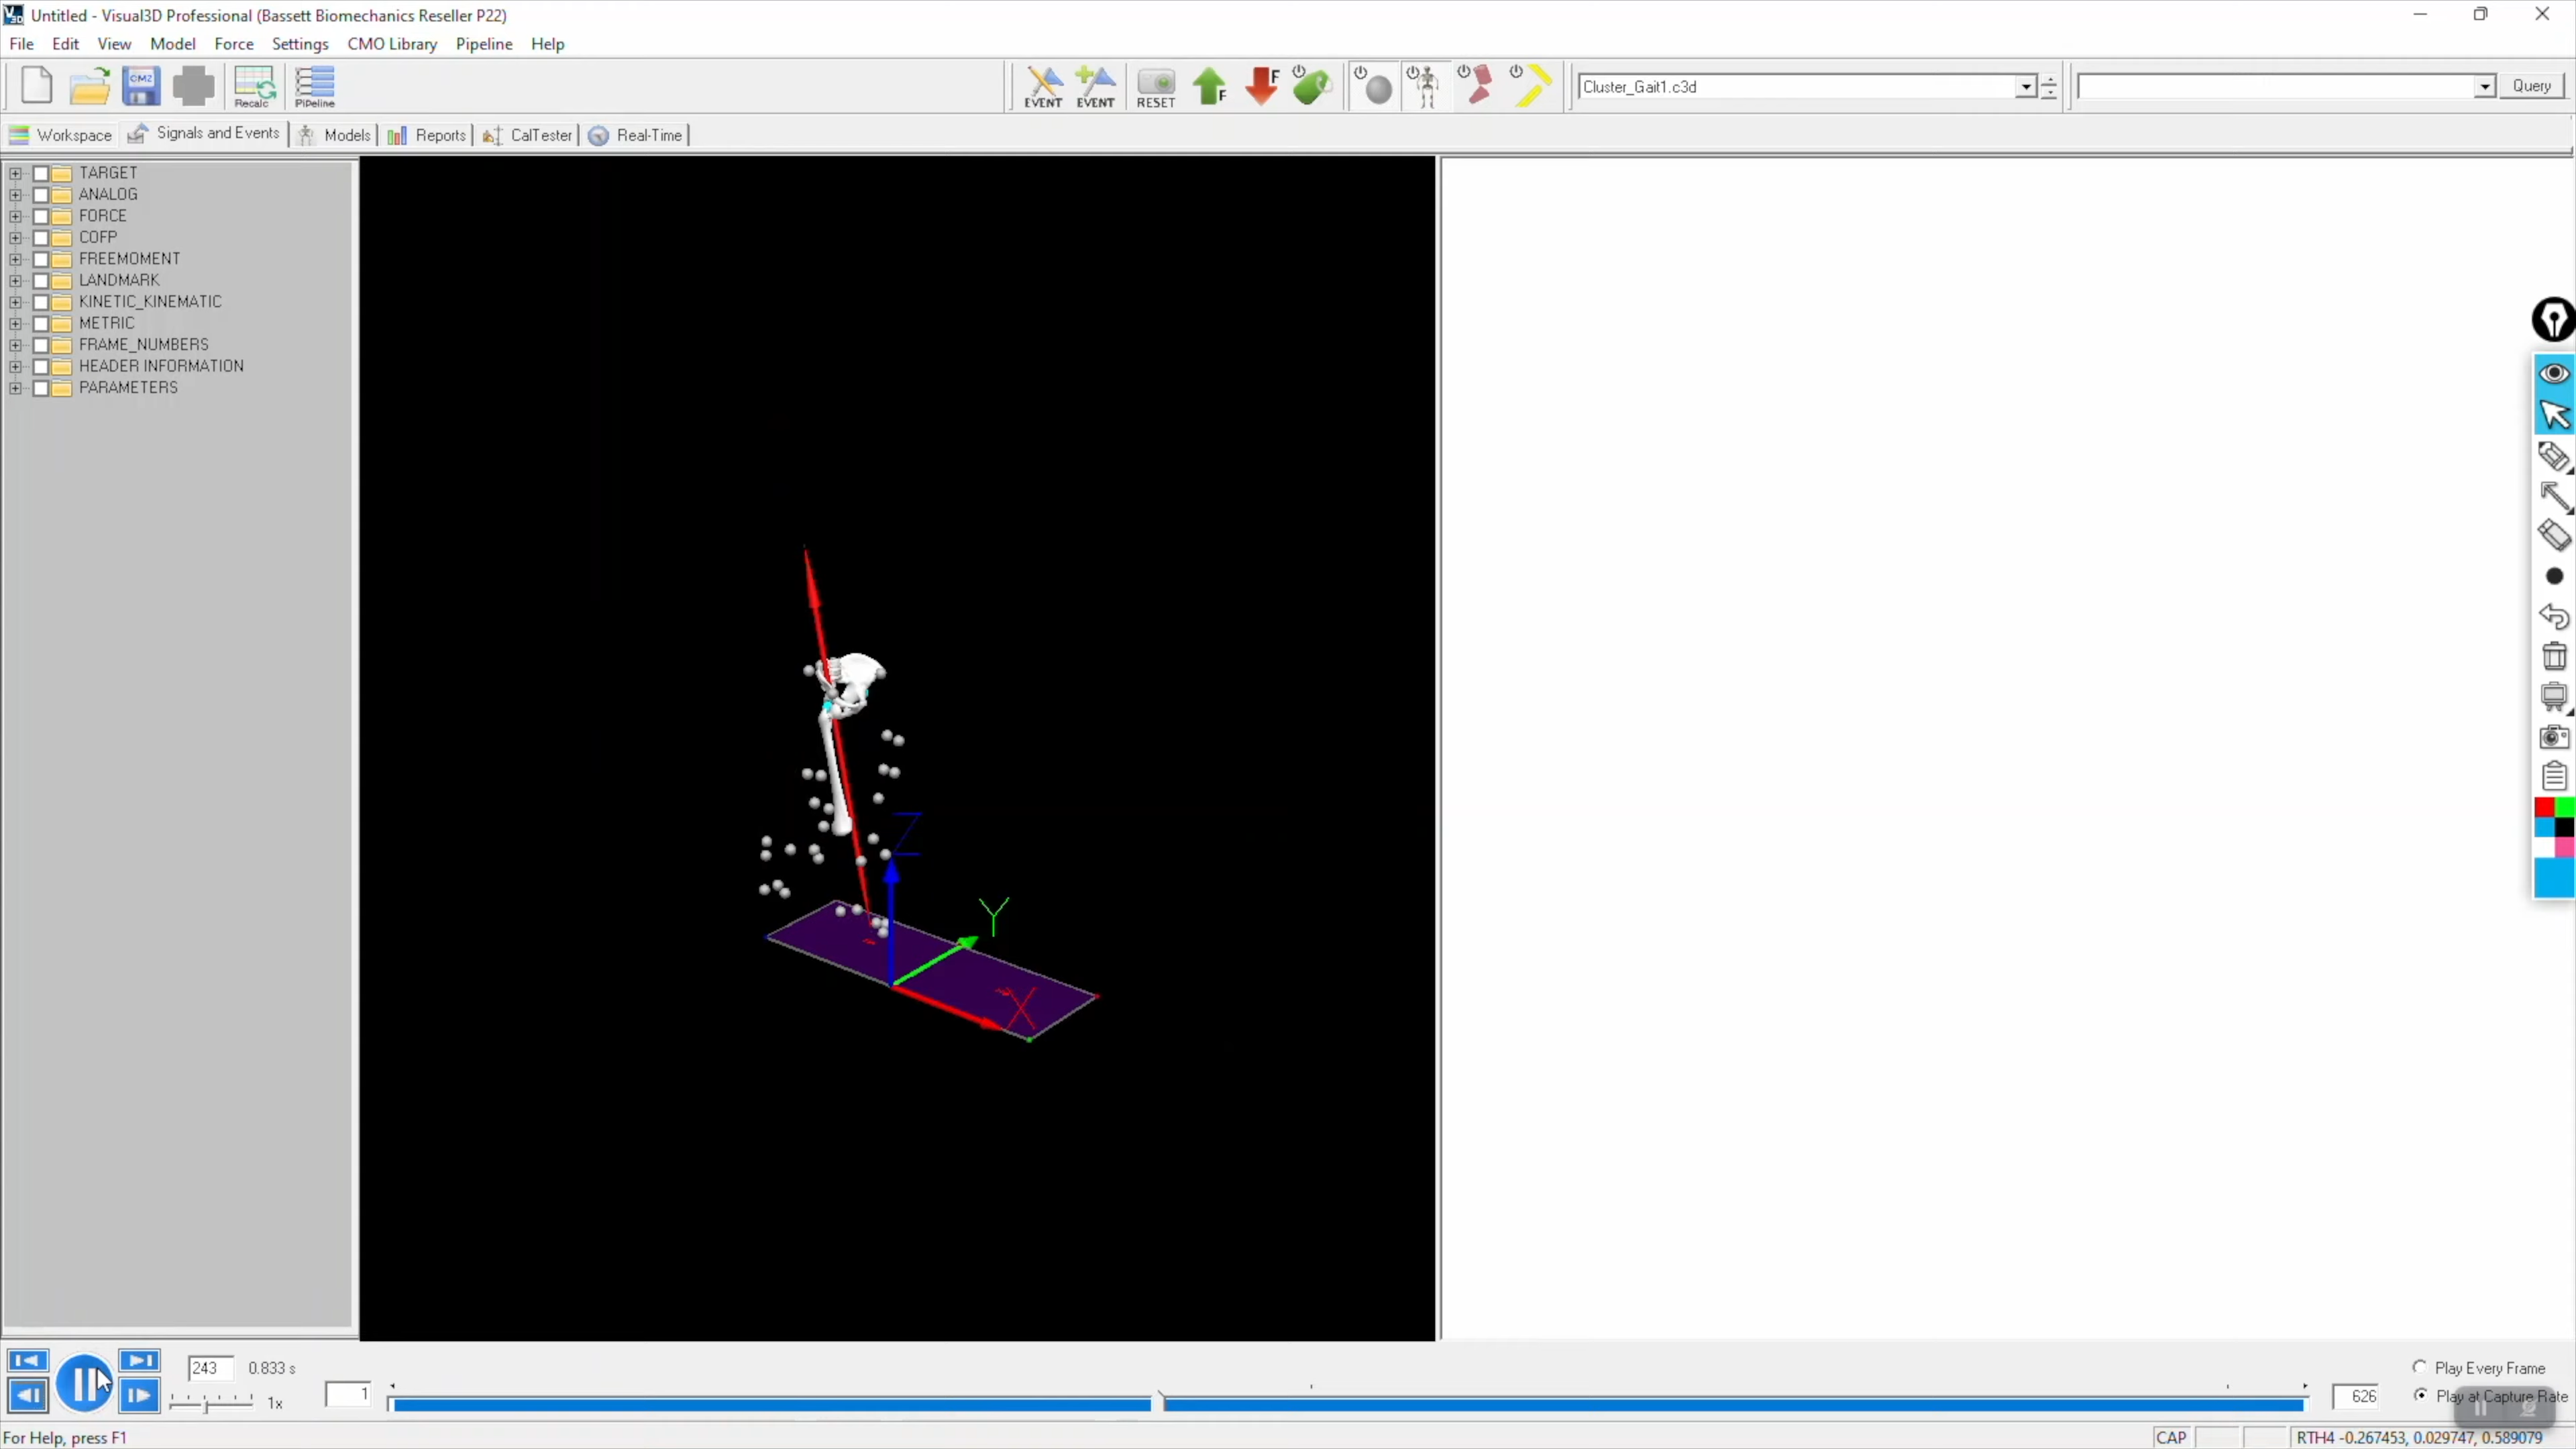 Untitled - Visual3D Professional (Bassett Biomechanics Reseller P22)
File Edit View Model Force Settings CMO Library Pipeline Help
CMZ
Recalc
PiPeline
EVENT
EVENT
RESET
F
F
Cluster_Gait1.c3d
Query
Workspace
Signals and Events
Models
Reports
CalTester
Real-Time
TARGET
ANALOG
FORCE
COFP
FREEMOMENT
LANDMARK
KINETIC_KINEMATIC
METRIC
FRAME_NUMBERS
HEADER INFORMATION
PARAMETERS
Z
Y
X
243 0.833 s
1x
1
626
Play Every Frame
Play at Capture Rate
For Help, press F1
CAP
RTH4 -0.267453, 0.029747, 0.589079